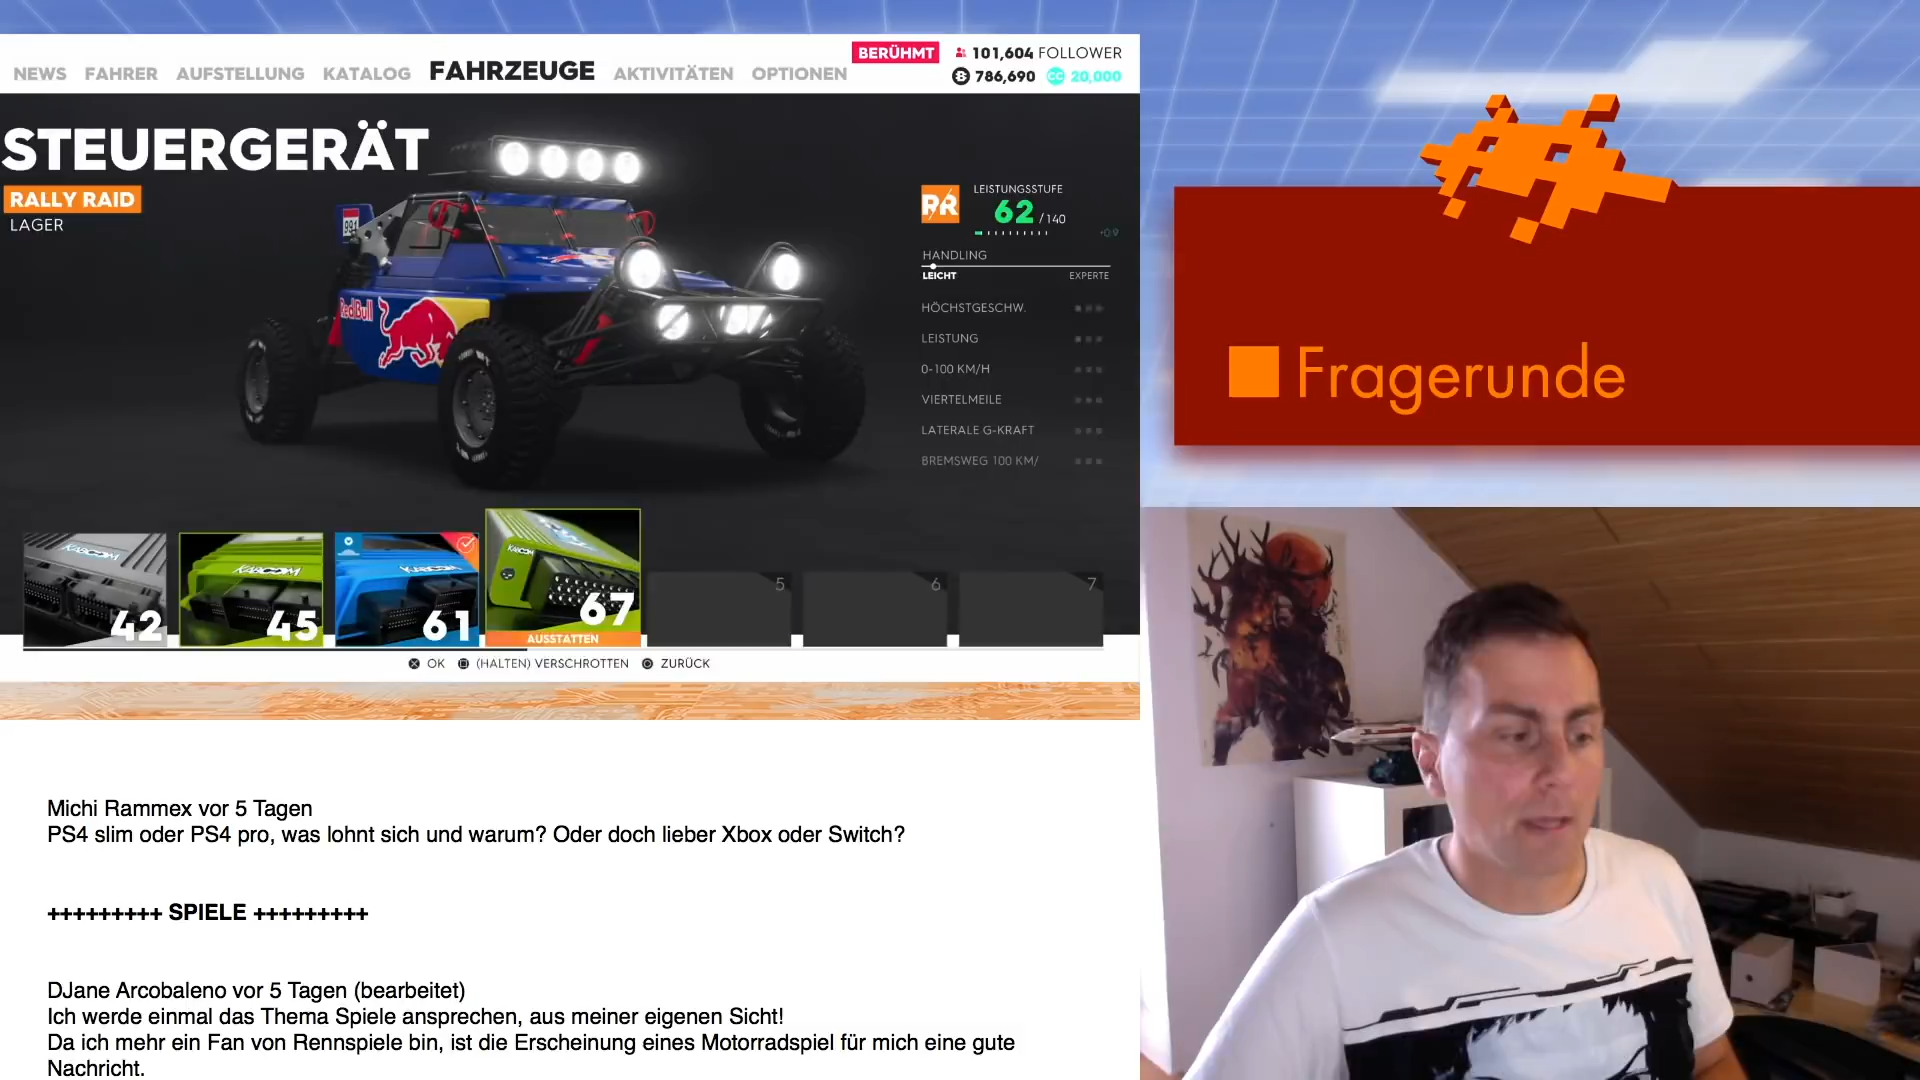 NEWS FAHRER AUFSTELLUNG KATALOG FAHRZEUGE AKTIVITÄTEN OPTIONEN
BERÜHMT 101,604 FOLLOWER
786,690 CC 20,000
STEUERGERÄT
RALLY RAID
LAGER
RedBull
RR
LEISTUNGSSTUFE
62 /140
+0.9
HANDLING
LEICHT EXPERTE
HÖCHSTGESCHW.
LEISTUNG
0-100 KM/H
VIERTELMEILE
LATERALE G-KRAFT
BREMSWEG 100 KM/
42
45
61
67
AUSSTATTEN
5
6
7
OK (HALTEN) VERSCHROTTEN ZURÜCK
Fragerunde
Michi Rammex vor 5 Tagen
PS4 slim oder PS4 pro, was lohnt sich und warum? Oder doch lieber Xbox oder Switch?
+++++++++ SPIELE +++++++++
DJane Arcobaleno vor 5 Tagen (bearbeitet)
Ich werde einmal das Thema Spiele ansprechen, aus meiner eigenen Sicht!
Da ich mehr ein Fan von Rennspiele bin, ist die Erscheinung eines Motorradspiel für mich eine gute
Nachricht.